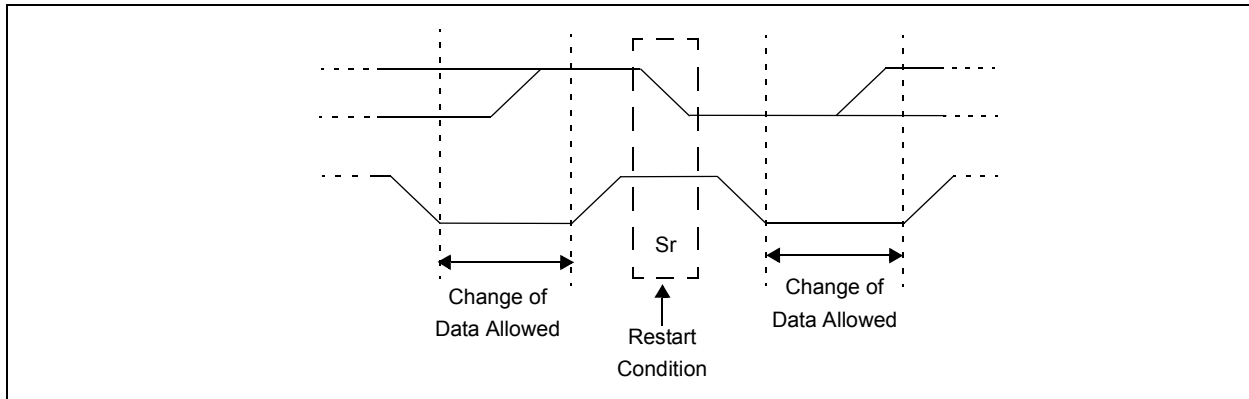 Sr
Change of
Data Allowed
Restart
Condition
Change of
Data Allowed